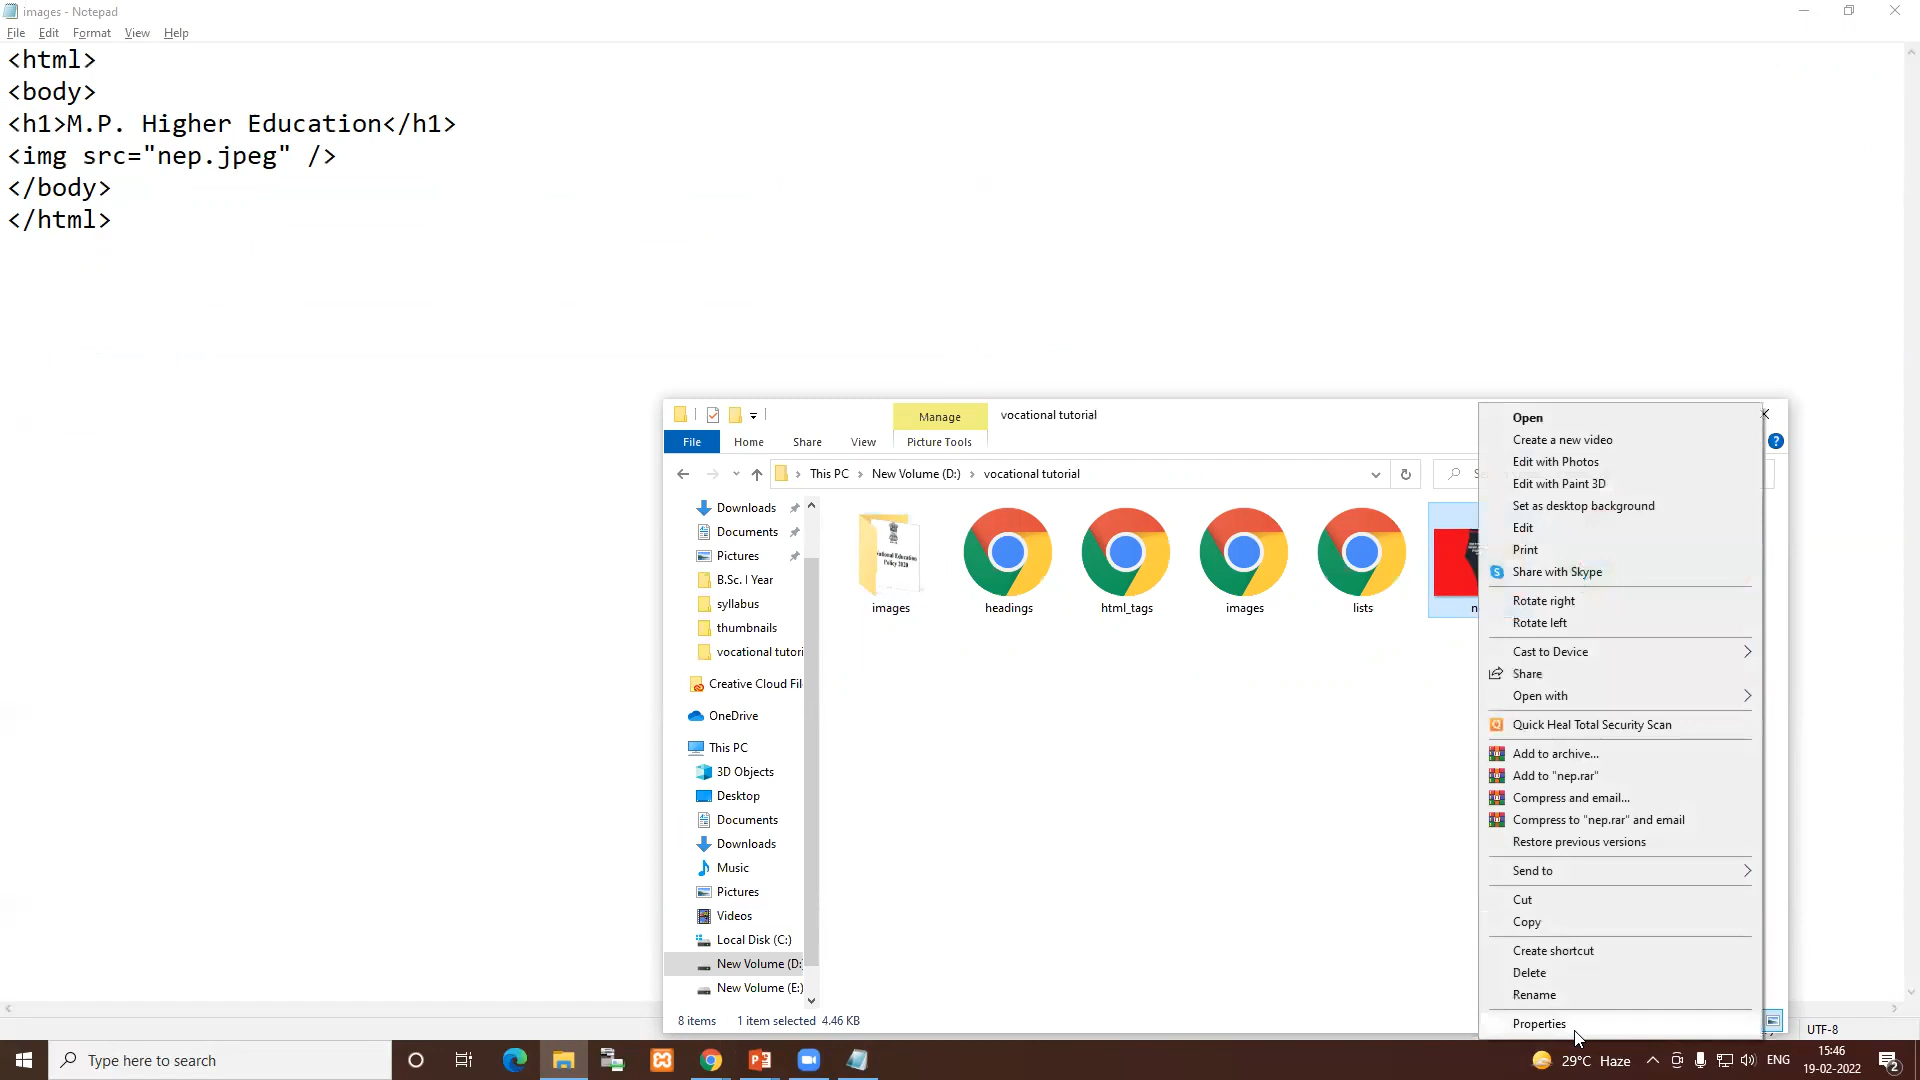 images - Notepad
File Edit Format View Help
<html>
<body>
<h1>M.P. Higher Education</h1>
<img src="nep.jpeg" />
</body>
</html>
Manage vocational tutorial
File Home Share View Picture Tools
This PC New Volume (D:) vocational tutorial
Downloads
Documents
Pictures
B.Sc. I Year
syllabus
thumbnails
vocational tutori
Creative Cloud Fil
OneDrive
This PC
3D Objects
Desktop
Documents
Downloads
Music
Pictures
Videos
Local Disk (C:)
New Volume (D:)
New Volume (E:)
ational Education
Policy 2020
images headings html_tags images lists
Open
Create a new video
Edit with Photos
Edit with Paint 3D
Set as desktop background
Edit
Print
Share with Skype
Rotate right
Rotate left
Cast to Device
Share
Open with
Quick Heal Total Security Scan
Add to archive...
Add to "nep.rar"
Compress and email...
Compress to "nep.rar" and email
Restore previous versions
Send to
Cut
Copy
Create shortcut
Delete
Rename
Properties
8 items 1 item selected 4.46 KB
UTF-8
Type here to search
29°C Haze
ENG
15:46
19-02-2022
2